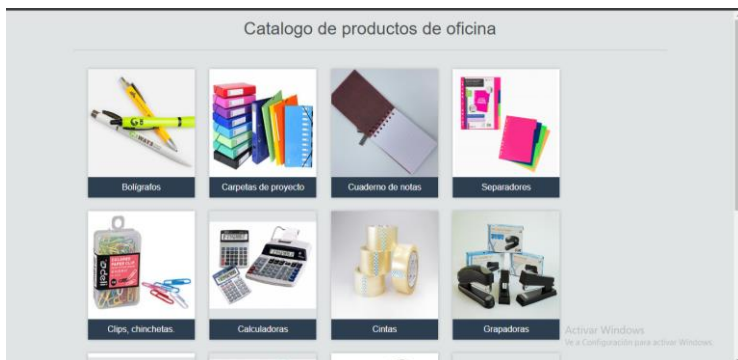 Catalogo de productos de oficina
Bolígrafos
Carpetas de proyecto
Cuaderno de notas
Separadores
deli
Clips, chinchetas.
Calculadoras
Cintas
Grapadoras
Activar Windows
Ve a Configuración para activar Windows.